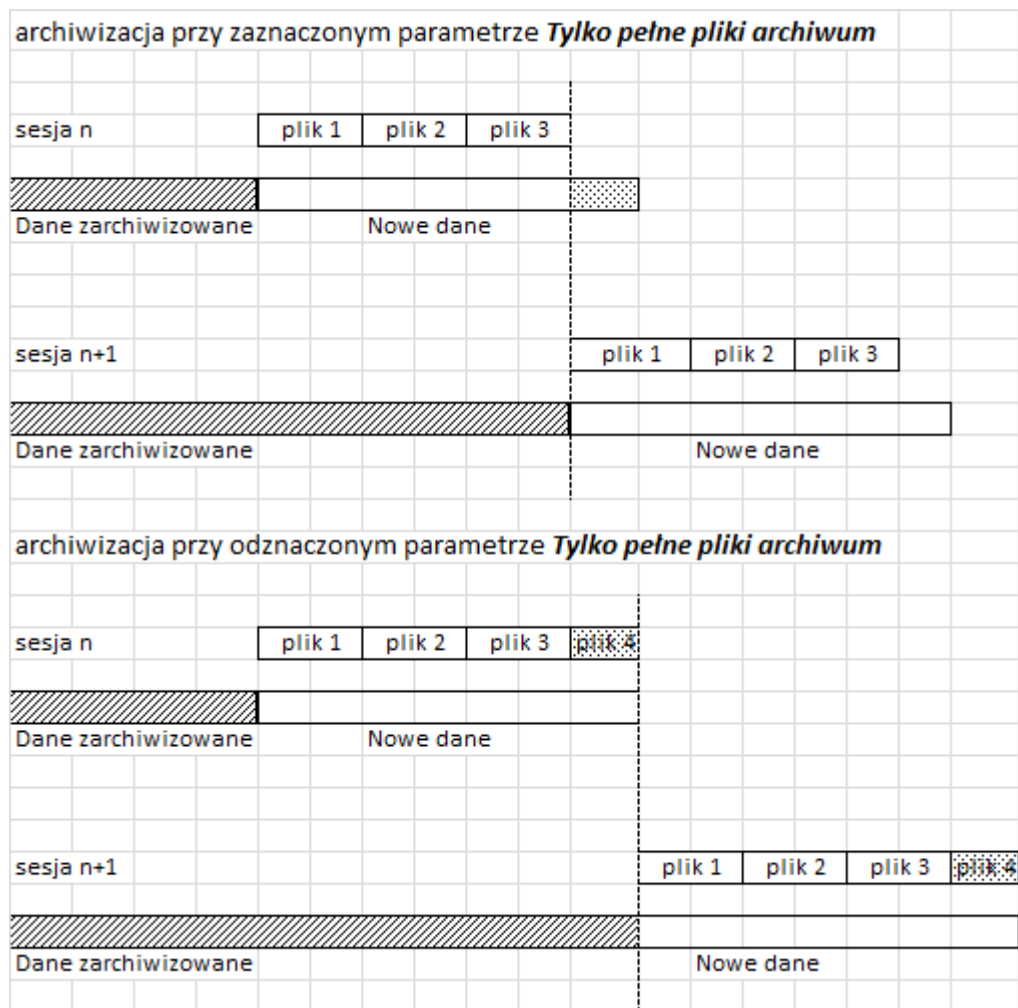 archiwizacja przy zaznaczonym parametrze Tylko pełne pliki archiwum
sesja n plik 1 plik 2 plik 3
Dane zarchiwizowane Nowe dane
sesja n+1 plik 1 plik 2 plik 3
Dane zarchiwizowane Nowe dane
archiwizacja przy odznaczonym parametrze Tylko pełne pliki archiwum
sesja n plik 1 plik 2 plik 3 plik 4
Dane zarchiwizowane Nowe dane
sesja n+1 plik 1 plik 2 plik 3 plik 4
Dane zarchiwizowane Nowe dane